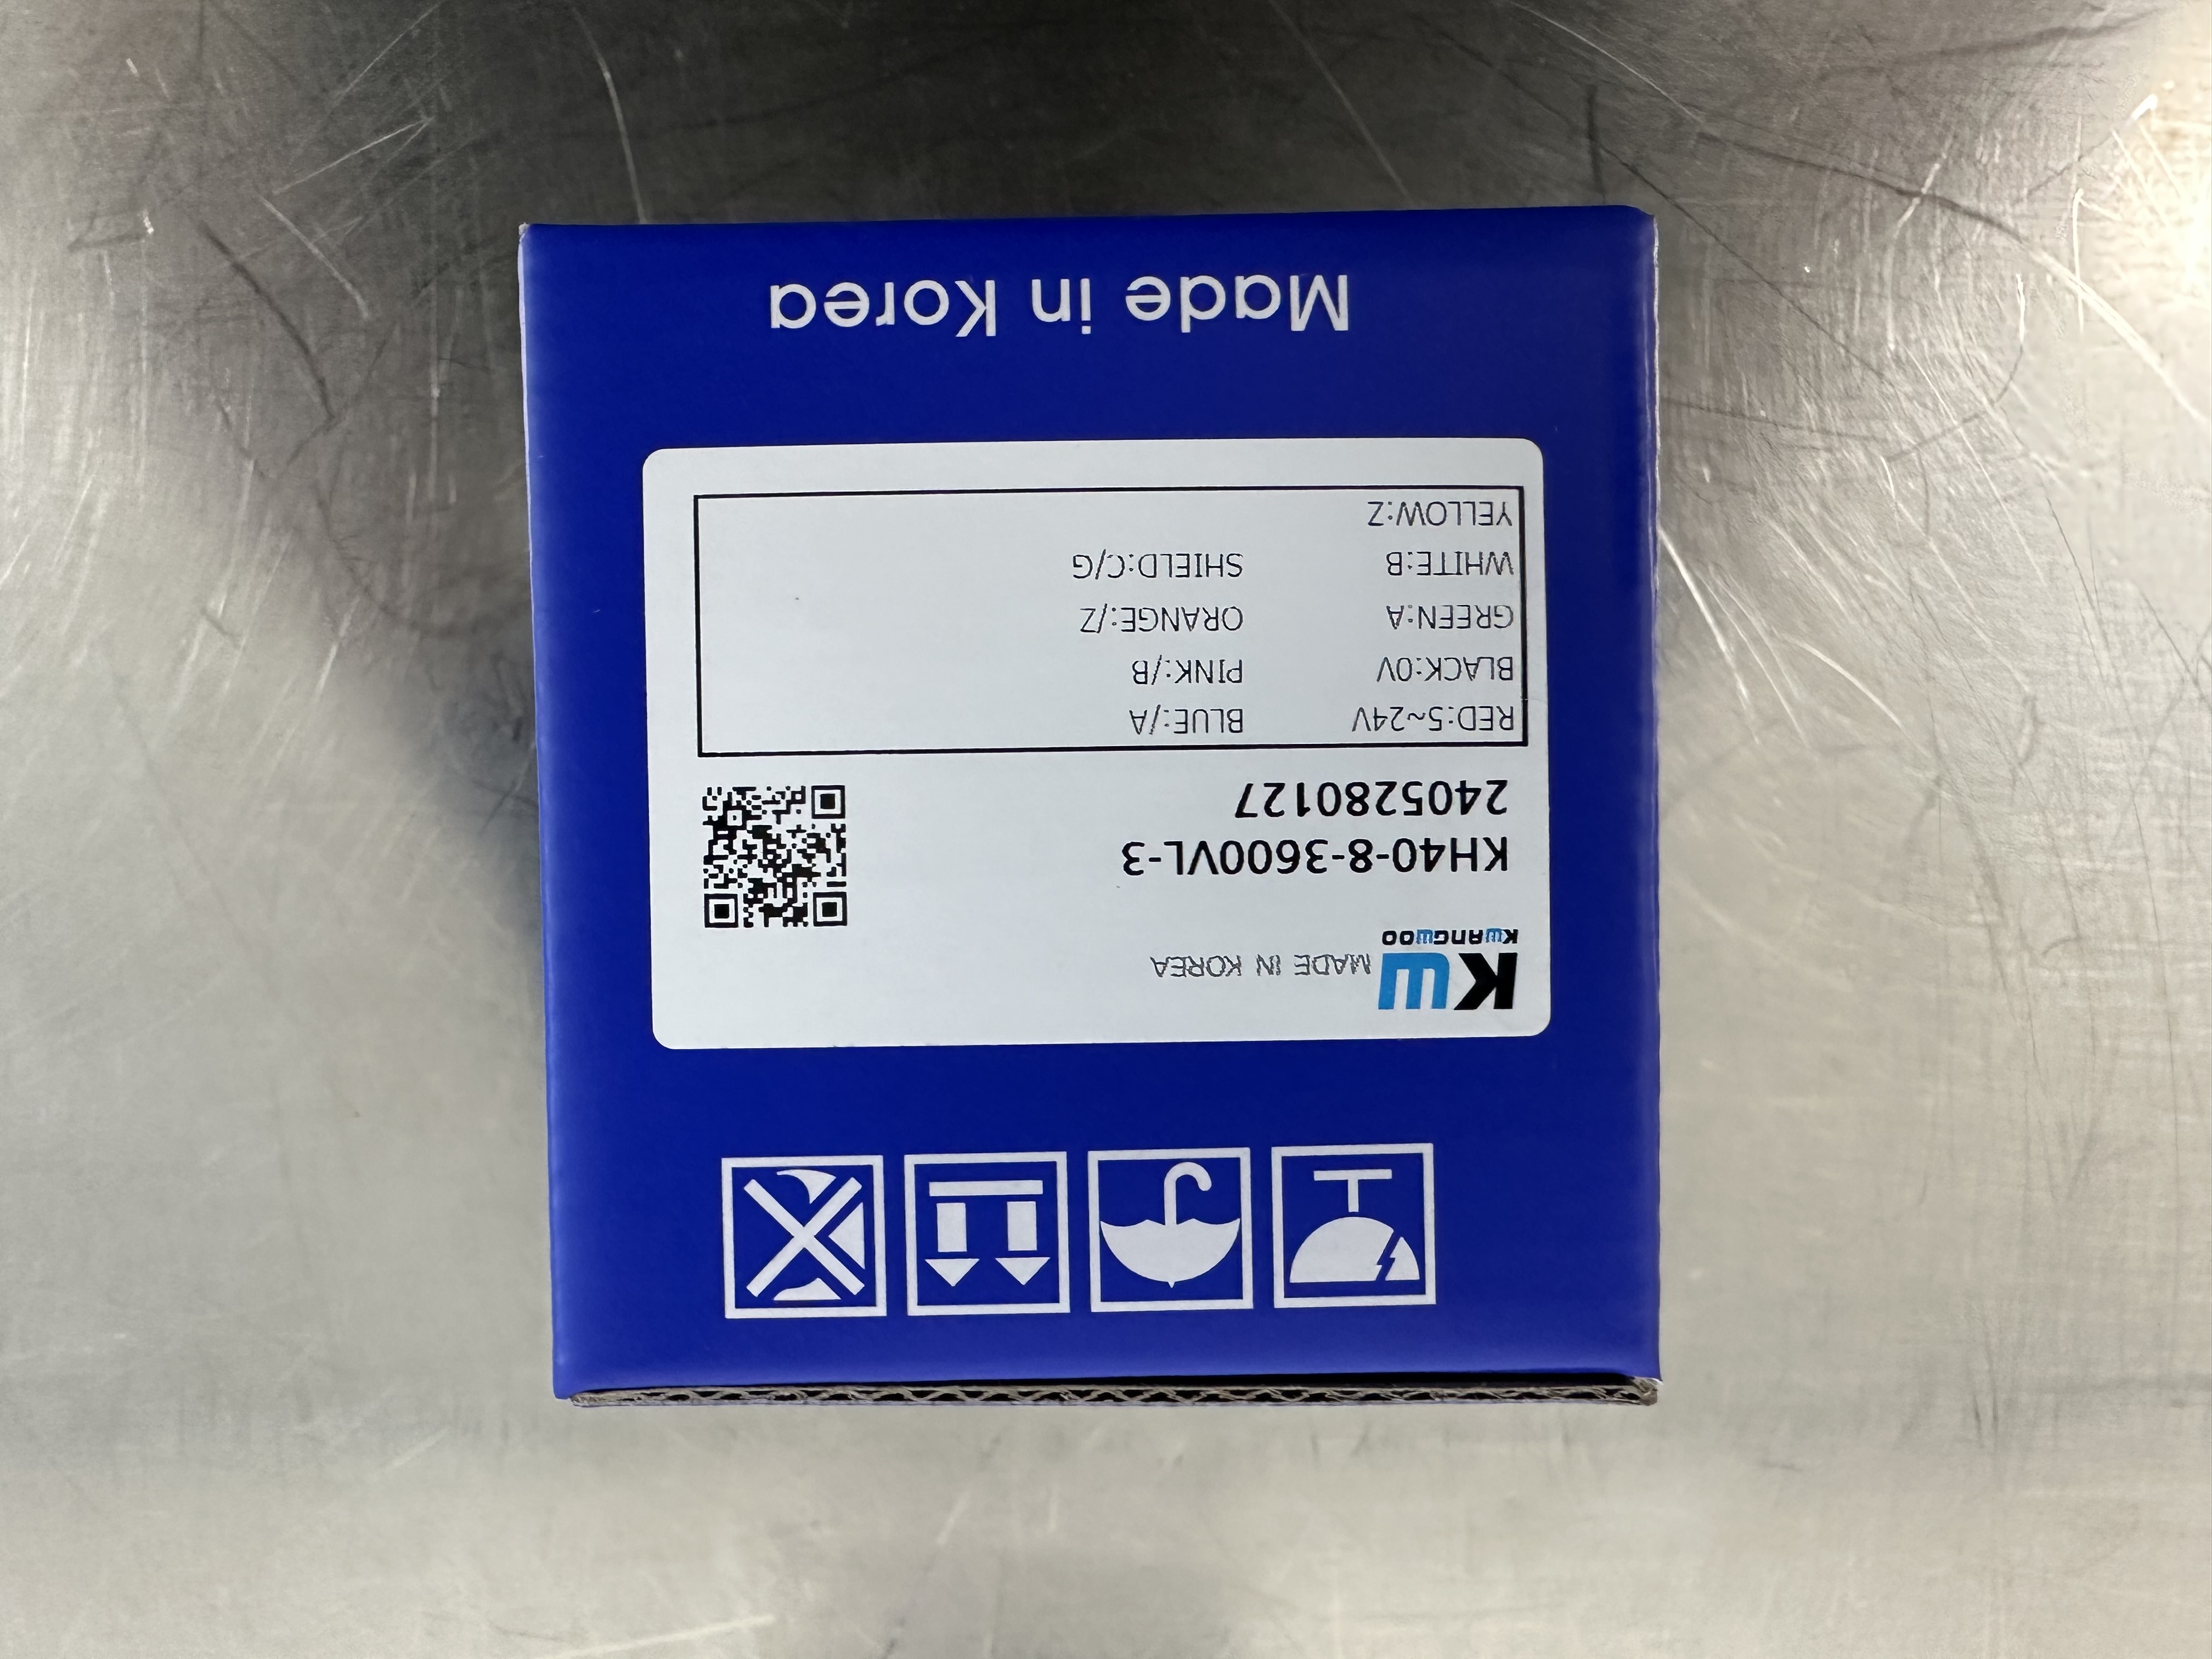 KW MADE IN KOREA
KWANGWOO
KH40-8-3600VL-3
2405280127
RED:5~24V BLUE:/A
BLACK:0V PINK:/B
GREEN:A ORANGE:/Z
WHITE:B SHIELD:C/G
YELLOW:Z
Made in Korea